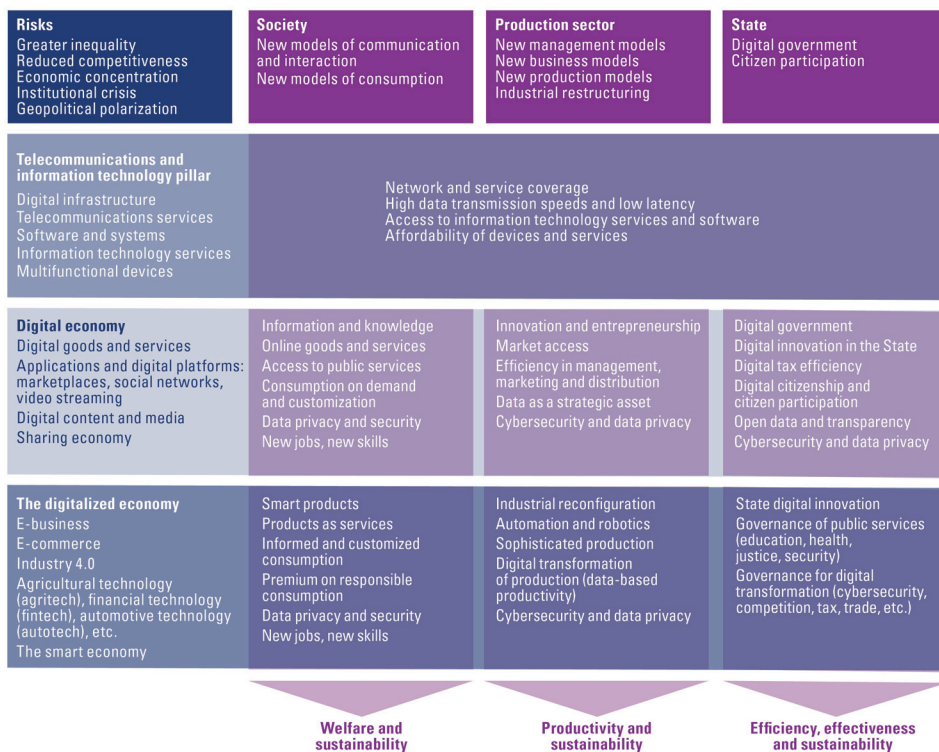 Risks
Greater inequality
Reduced competitiveness
Economic concentration
Institutional crisis
Geopolitical polarization
Society
New models of communication
and interaction
New models of consumption
Production sector
New management models
New business models
New production models
Industrial restructuring
State
Digital government
Citizen participation
Telecommunications and
information technology pillar
Digital infrastructure
Telecommunications services
Software and systems
Information technology services
Multifunctional devices
Network and service coverage
High data transmission speeds and low latency
Access to information technology services and software
Affordability of devices and services
Digital economy
Digital goods and services
Applications and digital platforms:
marketplaces, social networks,
video streaming
Digital content and media
Sharing economy
Information and knowledge
Online goods and services
Access to public services
Consumption on demand
and customization
Data privacy and security
New jobs, new skills
Innovation and entrepreneurship
Market access
Efficiency in management,
marketing and distribution
Data as a strategic asset
Cybersecurity and data privacy
Digital government
Digital innovation in the State
Digital tax efficiency
Digital citizenship and
citizen participation
Open data and transparency
Cybersecurity and data privacy
The digitalized economy
E-business
E-commerce
Industry 4.0
Agricultural technology
(agritech), financial technology
(fintech), automotive technology
(autotech), etc.
The smart economy
Smart products
Products as services
Informed and customized
consumption
Premium on responsible
consumption
Data privacy and security
New jobs, new skills
Industrial reconfiguration
Automation and robotics
Sophisticated production
Digital transformation
of production (data-based
productivity)
Cybersecurity and data privacy
State digital innovation
Governance of public services
(education, health,
justice, security)
Governance for digital
transformation (cybersecurity,
competition, tax, trade, etc.)
Welfare and
sustainability
Productivity and
sustainability
Efficiency, effectiveness
and sustainability